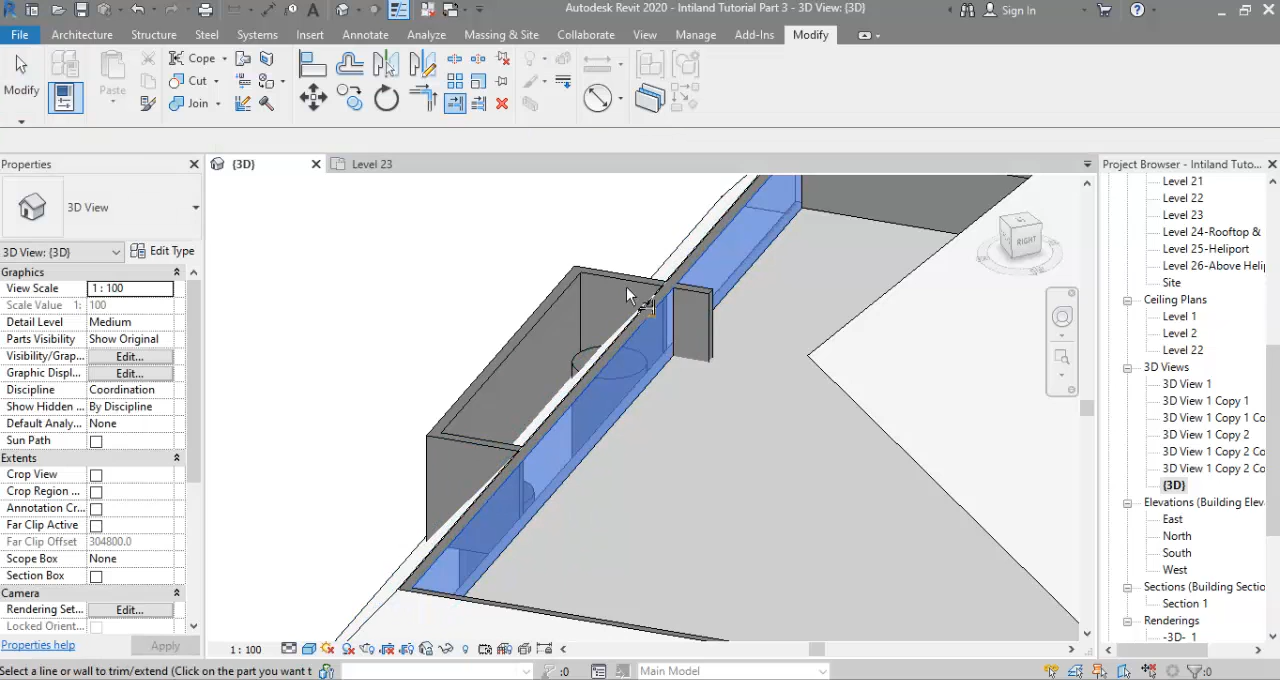 Autodesk Revit 2020 - Intiland Tutorial Part 3 - 3D View: {3D}
Sign In
File
Architecture
Structure
Steel
Systems
Insert
Annotate
Analyze
Massing & Site
Collaborate
View
Manage
Add-Ins
Modify
Modify
Paste
Cope
Cut
Join
Properties
3D View
3D View: {3D}
Edit Type
Graphics
View Scale
1 : 100
Scale Value 1:
100
Detail Level
Medium
Parts Visibility
Show Original
Visibility/Grap...
Edit...
Graphic Displ...
Edit...
Discipline
Coordination
Show Hidden ...
By Discipline
Default Analy...
None
Sun Path
Extents
Crop View
Crop Region ...
Annotation Cr...
Far Clip Active
Far Clip Offset
304800.0
Scope Box
None
Section Box
Camera
Rendering Set...
Edit...
Locked Orient...
Properties help
Apply
{3D}
Level 23
RIGHT
1 : 100
Project Browser - Intiland Tuto...
Level 21
Level 22
Level 23
Level 24-Rooftop &
Level 25-Heliport
Level 26-Above Heli
Site
Ceiling Plans
Level 1
Level 2
Level 22
3D Views
3D View 1
3D View 1 Copy 1
3D View 1 Copy 1 Co
3D View 1 Copy 2
3D View 1 Copy 2 Co
3D View 1 Copy 2 Co
{3D}
Elevations (Building Elev
East
North
South
West
Sections (Building Sectio
Section 1
Renderings
-3D- 1
Select a line or wall to trim/extend (Click on the part you want t
:0
Main Model
:0